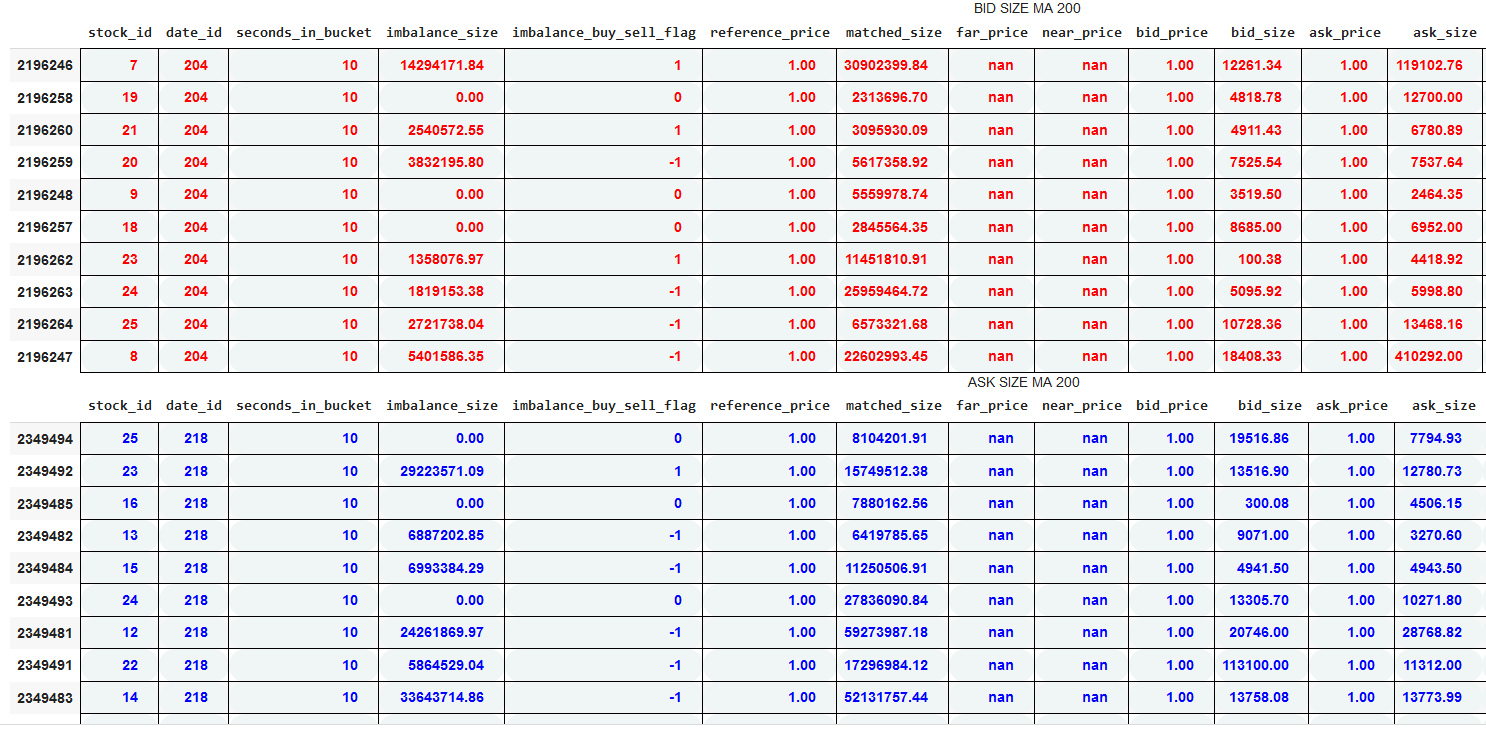 BID SIZE MA 200
stock_id date_id seconds_in_bucket imbalance_size imbalance_buy_sell_flag reference_price matched_size far_price near_price bid_price bid_size ask_price ask_size
2196246 7 204 10 14294171.84 1 1.00 30902399.84 nan nan 1.00 12261.34 1.00 119102.76
2196258 19 204 10 0.00 0 1.00 2313696.70 nan nan 1.00 4818.78 1.00 12700.00
2196260 21 204 10 2540572.55 1 1.00 3095930.09 nan nan 1.00 4911.43 1.00 6780.89
2196259 20 204 10 3832195.80 -1 1.00 5617358.92 nan nan 1.00 7525.54 1.00 7537.64
2196248 9 204 10 0.00 0 1.00 5559978.74 nan nan 1.00 3519.50 1.00 2464.35
2196257 18 204 10 0.00 0 1.00 2845564.35 nan nan 1.00 8685.00 1.00 6952.00
2196262 23 204 10 1358076.97 1 1.00 11451810.91 nan nan 1.00 100.38 1.00 4418.92
2196263 24 204 10 1819153.38 -1 1.00 25959464.72 nan nan 1.00 5095.92 1.00 5998.80
2196264 25 204 10 2721738.04 -1 1.00 6573321.68 nan nan 1.00 10728.36 1.00 13468.16
2196247 8 204 10 5401586.35 -1 1.00 22602993.45 nan nan 1.00 18408.33 1.00 410292.00
ASK SIZE MA 200
stock_id date_id seconds_in_bucket imbalance_size imbalance_buy_sell_flag reference_price matched_size far_price near_price bid_price bid_size ask_price ask_size
2349494 25 218 10 0.00 0 1.00 8104201.91 nan nan 1.00 19516.86 1.00 7794.93
2349492 23 218 10 29223571.09 1 1.00 15749512.38 nan nan 1.00 13516.90 1.00 12780.73
2349485 16 218 10 0.00 0 1.00 7880162.56 nan nan 1.00 300.08 1.00 4506.15
2349482 13 218 10 6887202.85 -1 1.00 6419785.65 nan nan 1.00 9071.00 1.00 3270.60
2349484 15 218 10 6993384.29 -1 1.00 11250506.91 nan nan 1.00 4941.50 1.00 4943.50
2349493 24 218 10 0.00 0 1.00 27836090.84 nan nan 1.00 13305.70 1.00 10271.80
2349481 12 218 10 24261869.97 -1 1.00 59273987.18 nan nan 1.00 20746.00 1.00 28768.82
2349491 22 218 10 5864529.04 -1 1.00 17296984.12 nan nan 1.00 113100.00 1.00 11312.00
2349483 14 218 10 33643714.86 -1 1.00 52131757.44 nan nan 1.00 13758.08 1.00 13773.99